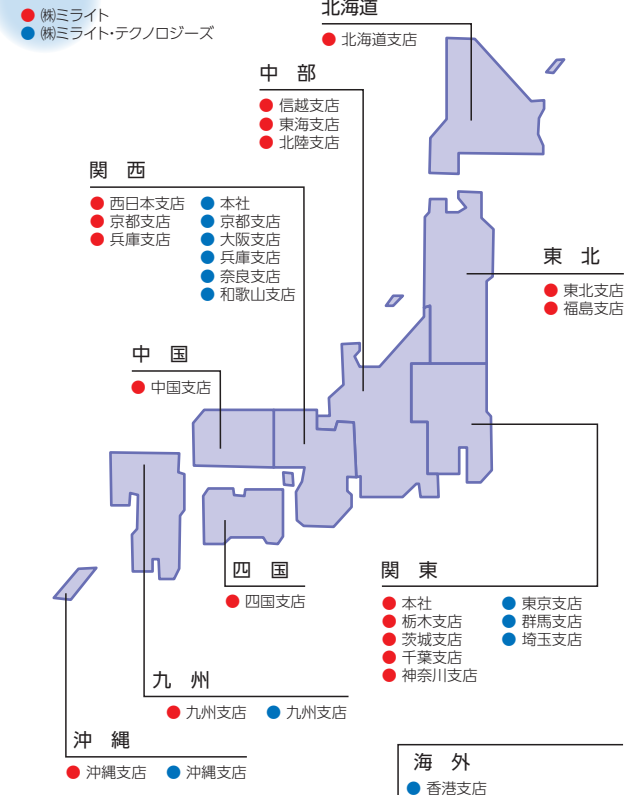 ● ㈱ミライト
● ㈱ミライト・テクノロジーズ
北海道
● 北海道支店
中 部
● 信越支店
● 東海支店
● 北陸支店
関 西
● 西日本支店 ● 本社
● 京都支店 ● 京都支店
● 兵庫支店 ● 大阪支店
● 兵庫支店
● 奈良支店
● 和歌山支店
東 北
● 東北支店
● 福島支店
中 国
● 中国支店
四 国
● 四国支店
関 東
● 本社 ● 東京支店
● 栃木支店 ● 群馬支店
● 茨城支店 ● 埼玉支店
● 千葉支店
● 神奈川支店
九 州
● 九州支店 ● 九州支店
沖 縄
● 沖縄支店 ● 沖縄支店
海 外
● 香港支店